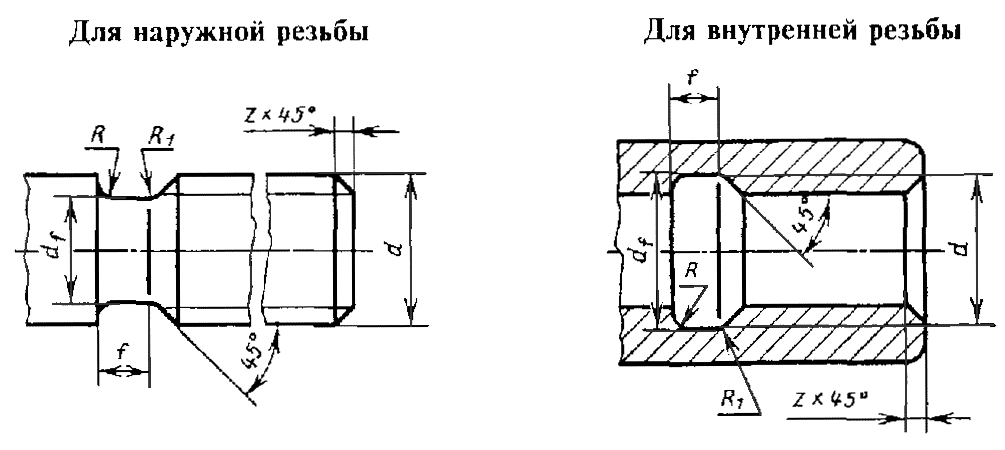 Для наружной резьбы
Для внутренней резьбы
R
R1
z×45°
df
d
f
45°
f
df
R
45°
d
R1
z×45°